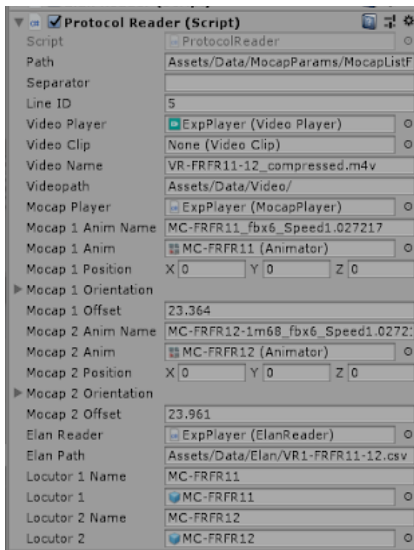 Protocol Reader (Script)
Script ProtocolReader
Path Assets/Data/MocapParams/MocapListF
Separator
Line ID 5
Video Player ExpPlayer (Video Player)
Video Clip None (Video Clip)
Video Name VR-FRFR11-12_compressed.m4v
Videopath Assets/Data/Video/
Mocap Player ExpPlayer (MocapPlayer)
Mocap 1 Anim Name MC-FRFR11_fbx6_Speed1.027217
Mocap 1 Anim MC-FRFR11 (Animator)
Mocap 1 Position X 0 Y 0 Z 0
Mocap 1 Orientation
Mocap 1 Offset 23.364
Mocap 2 Anim Name MC-FRFR12-1m68_fbx6_Speed1.0272
Mocap 2 Anim MC-FRFR12 (Animator)
Mocap 2 Position X 0 Y 0 Z 0
Mocap 2 Orientation
Mocap 2 Offset 23.961
Elan Reader ExpPlayer (ElanReader)
Elan Path Assets/Data/Elan/VR1-FRFR11-12.csv
Locutor 1 Name MC-FRFR11
Locutor 1 MC-FRFR11
Locutor 2 Name MC-FRFR12
Locutor 2 MC-FRFR12